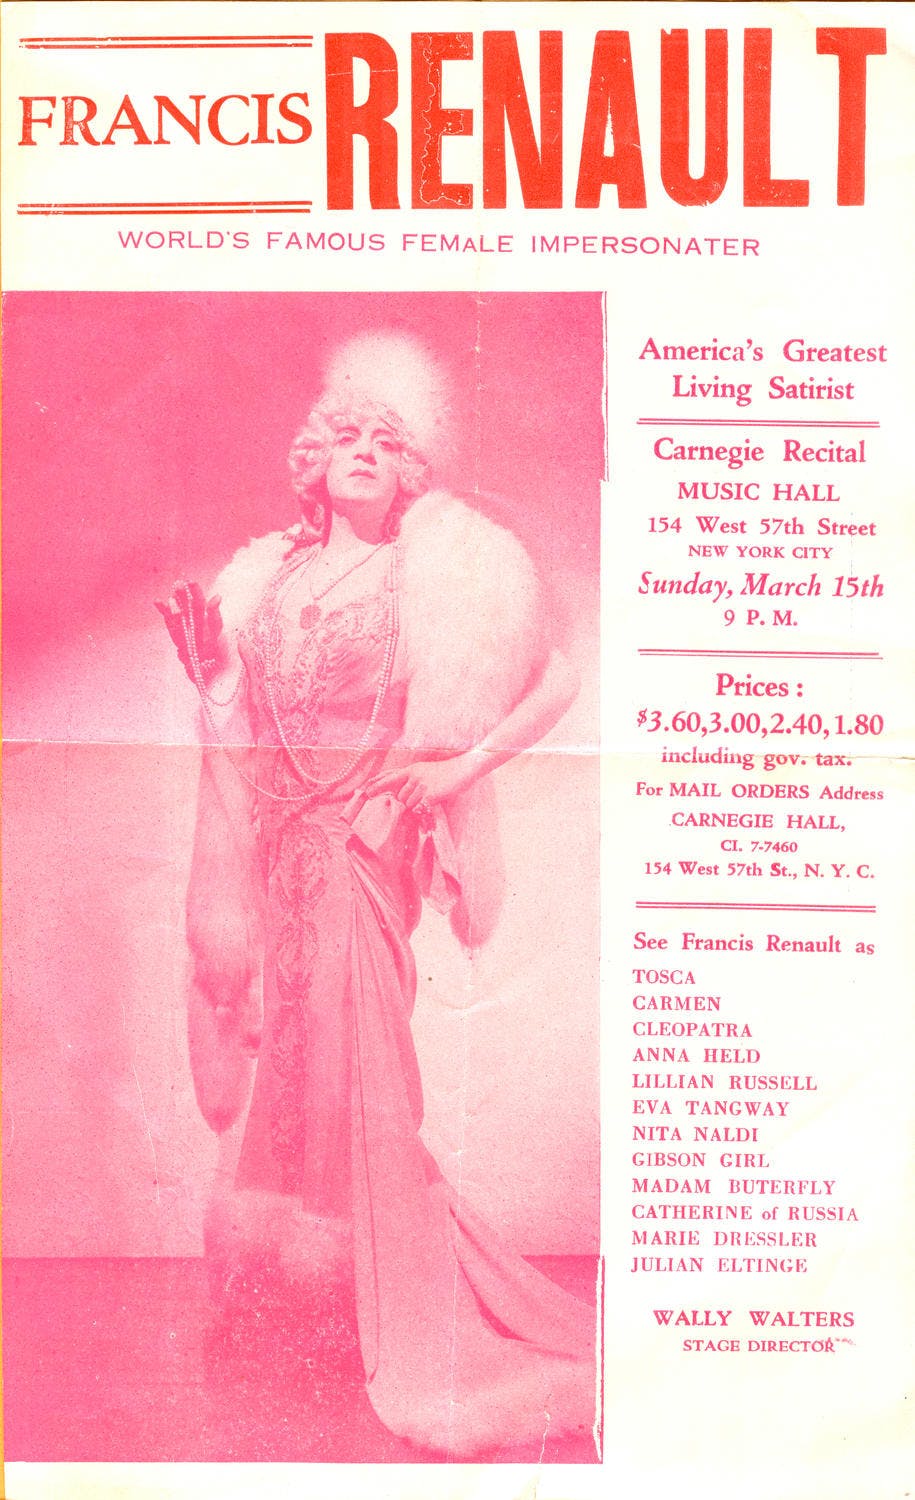 FRANCIS RENAULT
WORLD'S FAMOUS FEMALE IMPERSONATER
America's Greatest
Living Satirist
Carnegie Recital
MUSIC HALL
154 West 57th Street
NEW YORK CITY
Sunday, March 15th
9 P. M.
Prices :
$3.60,3.00,2.40,1.80
including gov. tax.
For MAIL ORDERS Address
CARNEGIE HALL,
CI. 7-7460
154 West 57th St., N. Y. C.
See Francis Renault as
TOSCA
CARMEN
CLEOPATRA
ANNA HELD
LILLIAN RUSSELL
EVA TANGWAY
NITA NALDI
GIBSON GIRL
MADAM BUTERFLY
CATHERINE of RUSSIA
MARIE DRESSLER
JULIAN ELTINGE
WALLY WALTERS
STAGE DIRECTOR